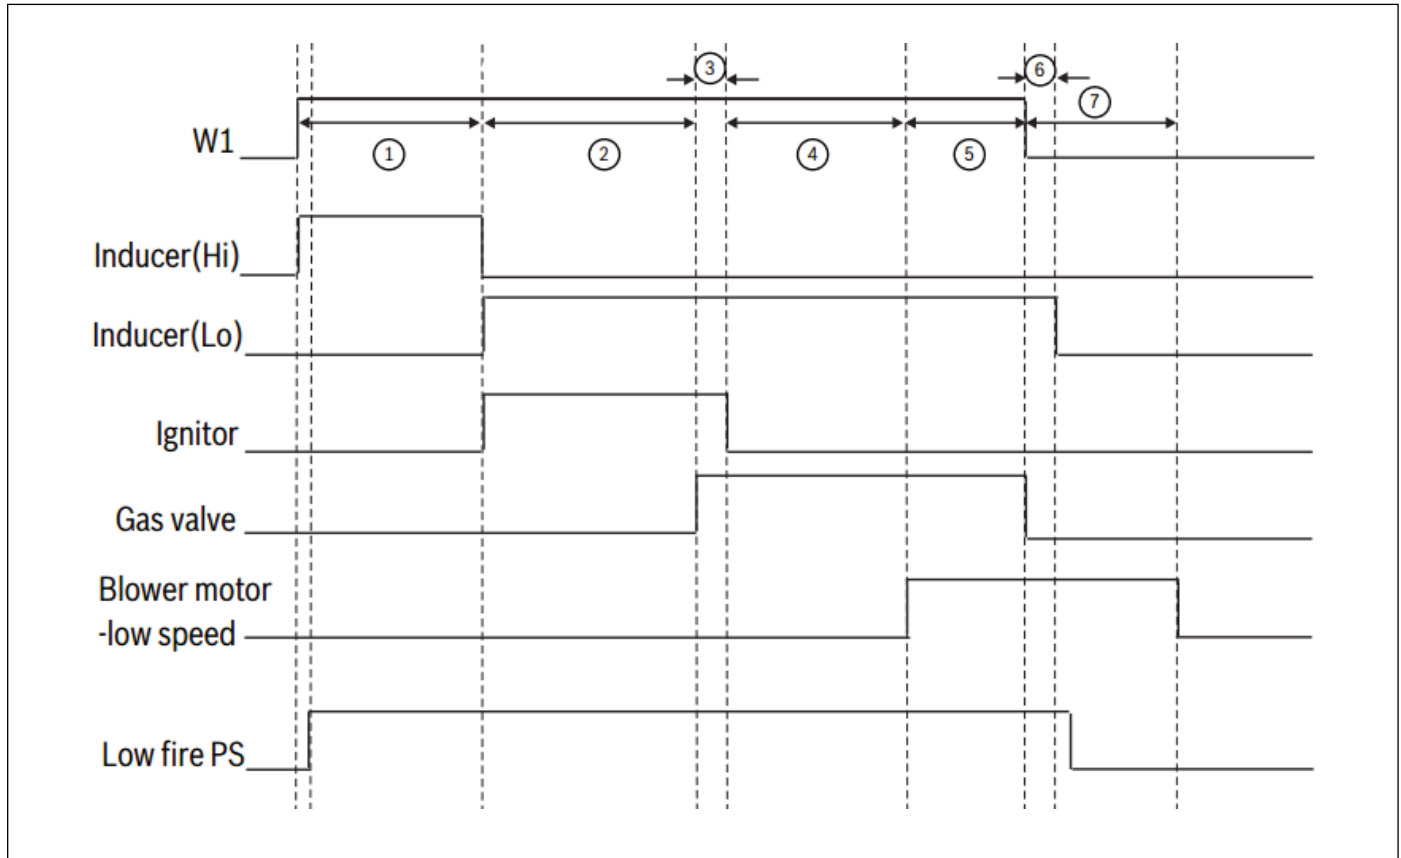 ③
⑥
⑦
W1
①
②
④
⑤
Inducer(Hi)
Inducer(Lo)
Ignitor
Gas valve
Blower motor
-low speed
Low fire PS